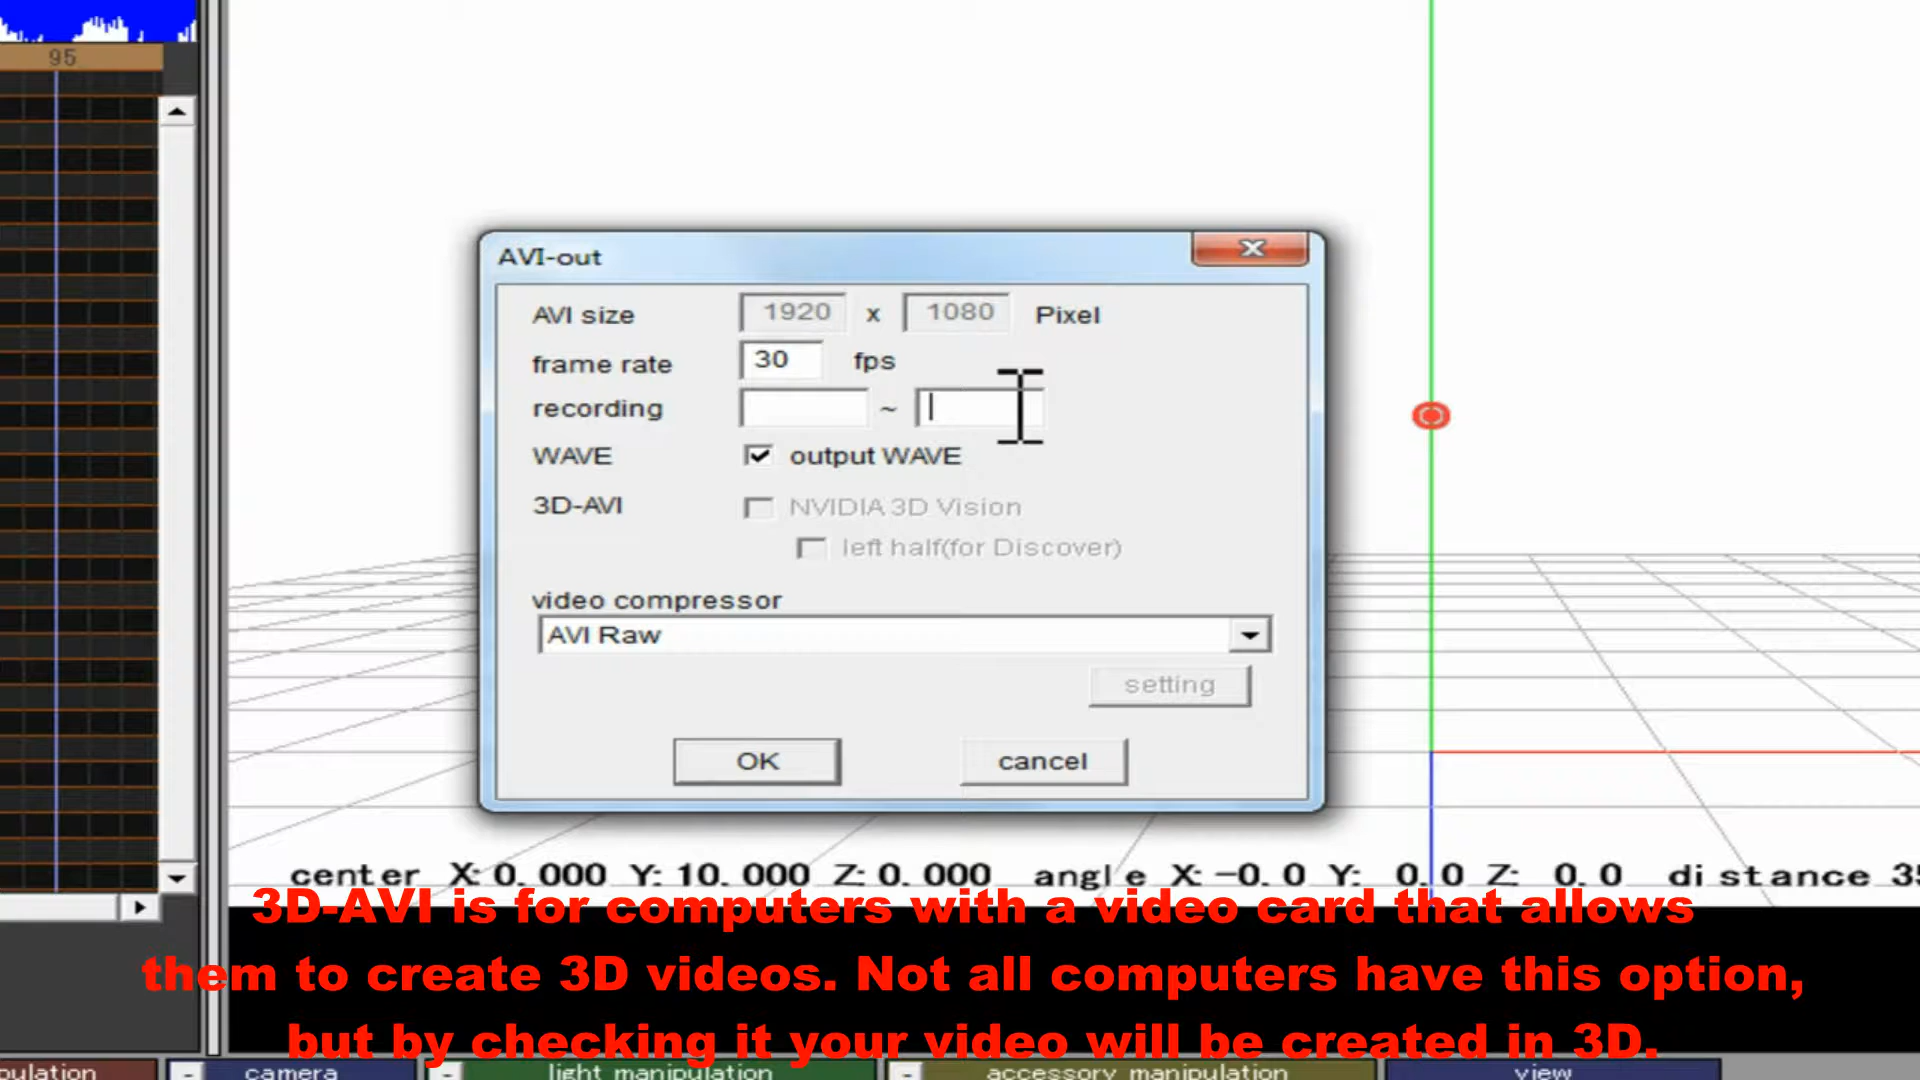 95
AVI-out
AVI size 1920 x 1080 Pixel
frame rate 30 fps
recording ~
WAVE output WAVE
3D-AVI NVIDIA 3D Vision
left half(for Discover)
video compressor
AVI Raw
setting
OK cancel
center X:0.000 Y:10.000 Z:0.000 angle X:-0.0 Y: 0.0 Z: 0.0 distance 35
3D-AVI is for computers with a video card that allows
them to create 3D videos. Not all computers have this option,
but by checking it your video will be created in 3D.
pulation - camera - light manipulation - accessory manipulation view